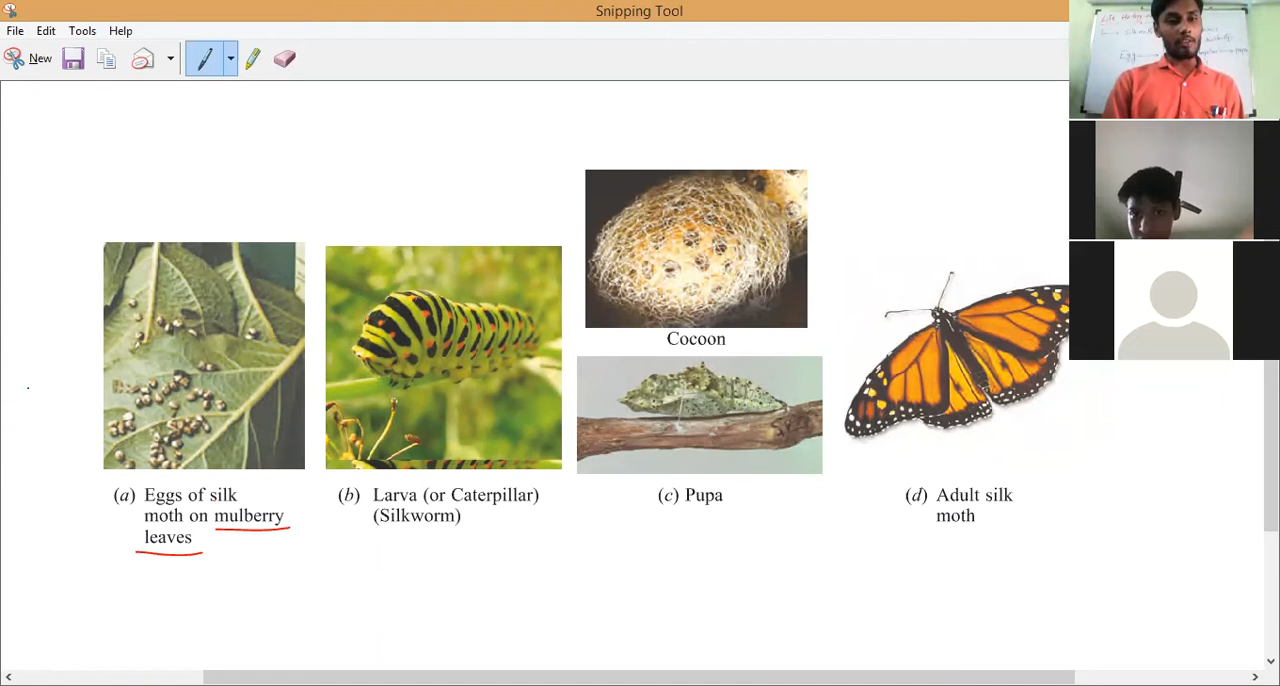 Snipping Tool
File Edit Tools Help
New
Cocoon
(a) Eggs of silk
moth on mulberry
leaves
(b) Larva (or Caterpillar)
(Silkworm)
(c) Pupa
(d) Adult silk
moth
Egg